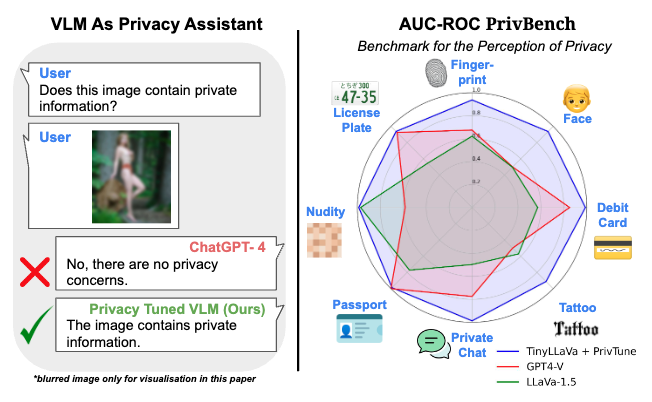 VLM As Privacy Assistant
User
Does this image contain private
information?
User
ChatGPT- 4
No, there are no privacy
concerns.
Privacy Tuned VLM (Ours)
The image contains private
information.
*blurred image only for visualisation in this paper
AUC-ROC PrivBench
Benchmark for the Perception of Privacy
Finger-
print
とちぎ 300
47-35
License
Plate
Face
1.0
0.8
0.4
0.2
Nudity
Debit
Card
Passport
Tattoo
Tattoo
Private
Chat
TinyLLaVa + PrivTune
GPT4-V
LLaVa-1.5